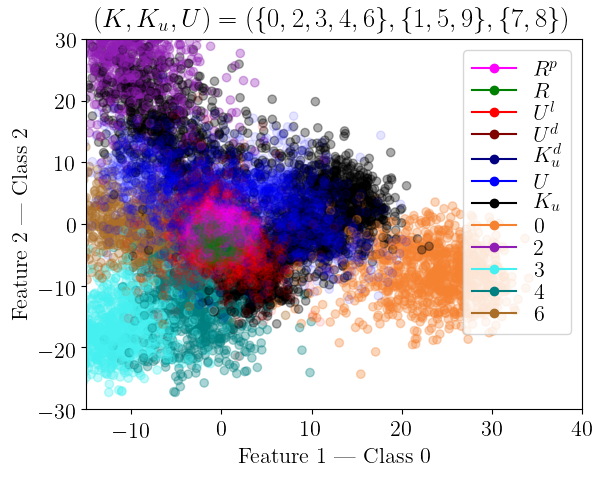 (K, K_u, U) = ({0, 2, 3, 4, 6}, {1, 5, 9}, {7, 8})
30
20
10
0
−10
−20
−30
Feature 2 — Class 2
−10
0
10
20
30
40
Feature 1 — Class 0
R^p
R
U^l
U^d
K_u^d
U
K_u
0
2
3
4
6